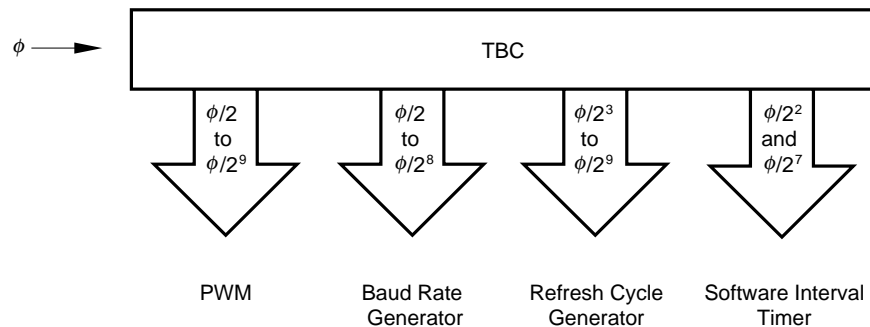 ϕ
TBC
ϕ/2
to
ϕ/2⁹
ϕ/2
to
ϕ/2⁸
ϕ/2³
to
ϕ/2⁹
ϕ/2²
and
ϕ/2⁷
PWM
Baud Rate
Generator
Refresh Cycle
Generator
Software Interval
Timer